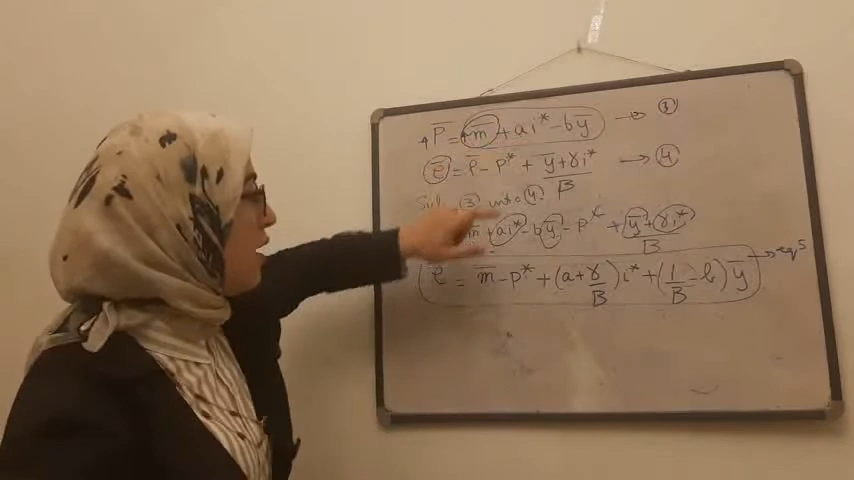 ↑P̅ = ↑m̅ + ai* - by̅ → ③
e̅ = P̅ - P* + (y̅ + γi*)/B → ④
Sub ③ into ④
m̅ + ai* - by̅ - P* + (y̅ + γi*)/B
e̅ = m̅ - P* + (a + γ/B)i* + (1/B - b)y̅ → eq 5